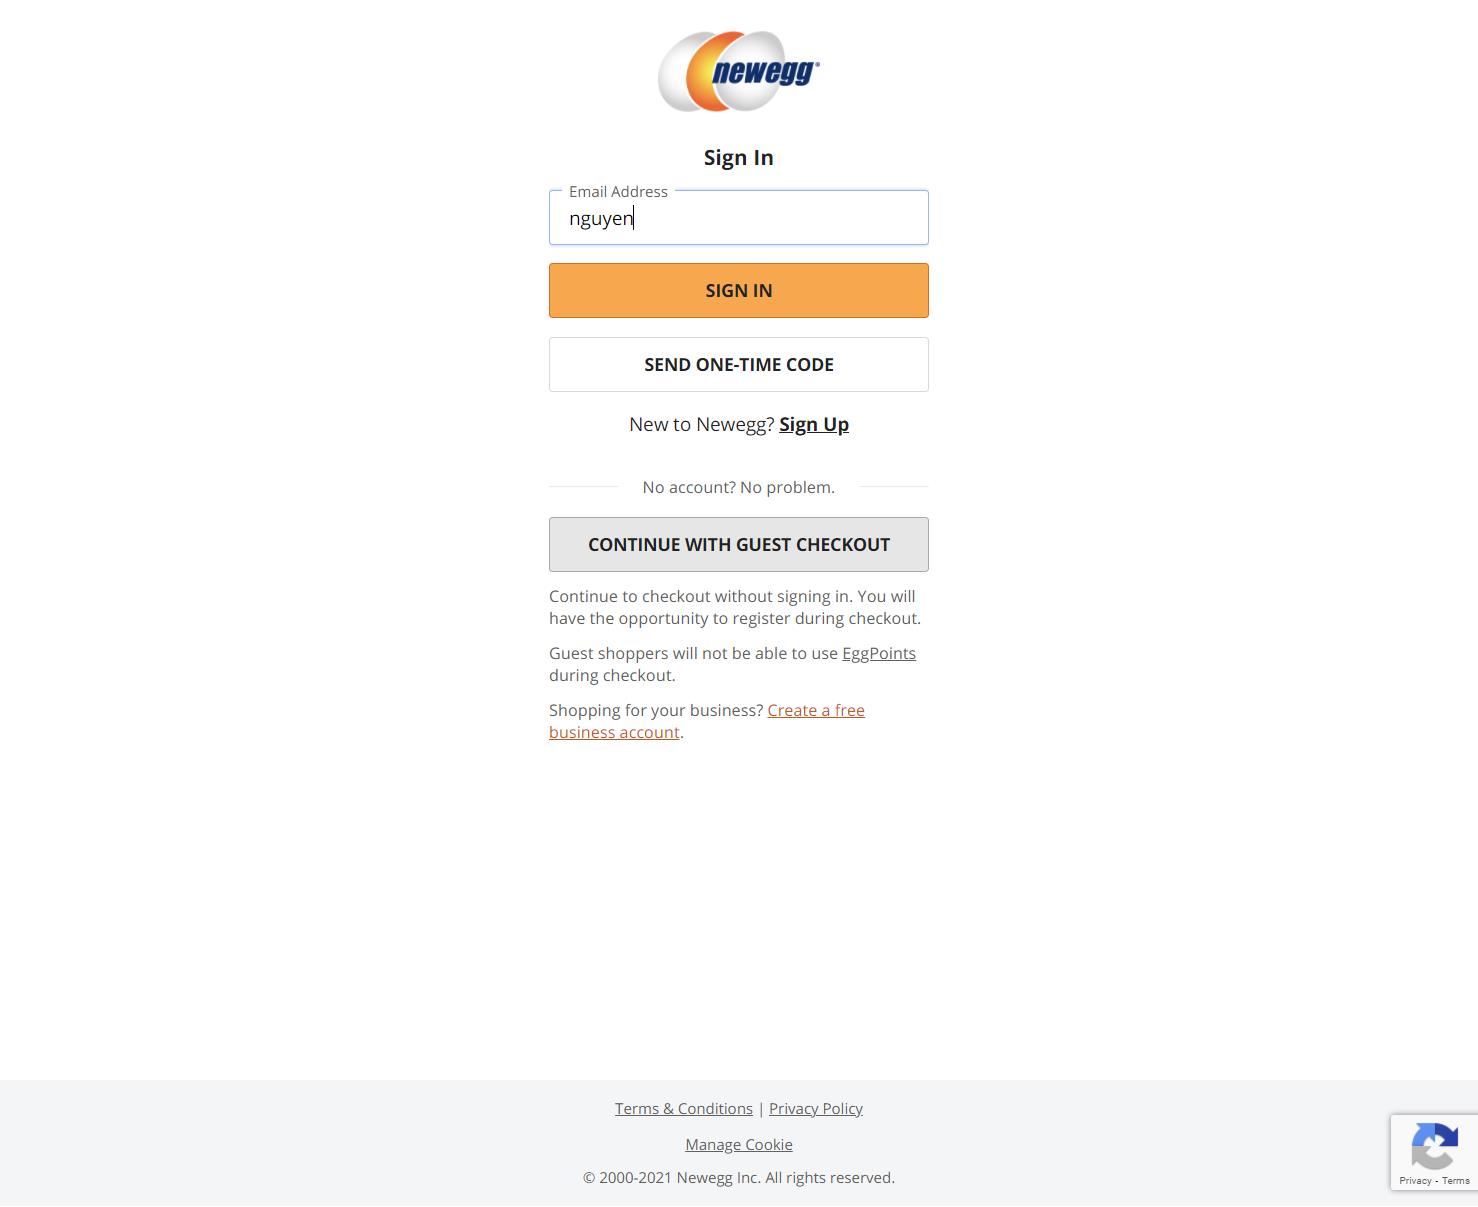 newegg
Sign In
Email Address
nguyen
SIGN IN
SEND ONE-TIME CODE
New to Newegg? Sign Up
No account? No problem.
CONTINUE WITH GUEST CHECKOUT
Continue to checkout without signing in. You will
have the opportunity to register during checkout.
Guest shoppers will not be able to use EggPoints
during checkout.
Shopping for your business? Create a free
business account.
Terms & Conditions | Privacy Policy
Manage Cookie
© 2000-2021 Newegg Inc. All rights reserved.
Privacy - Terms